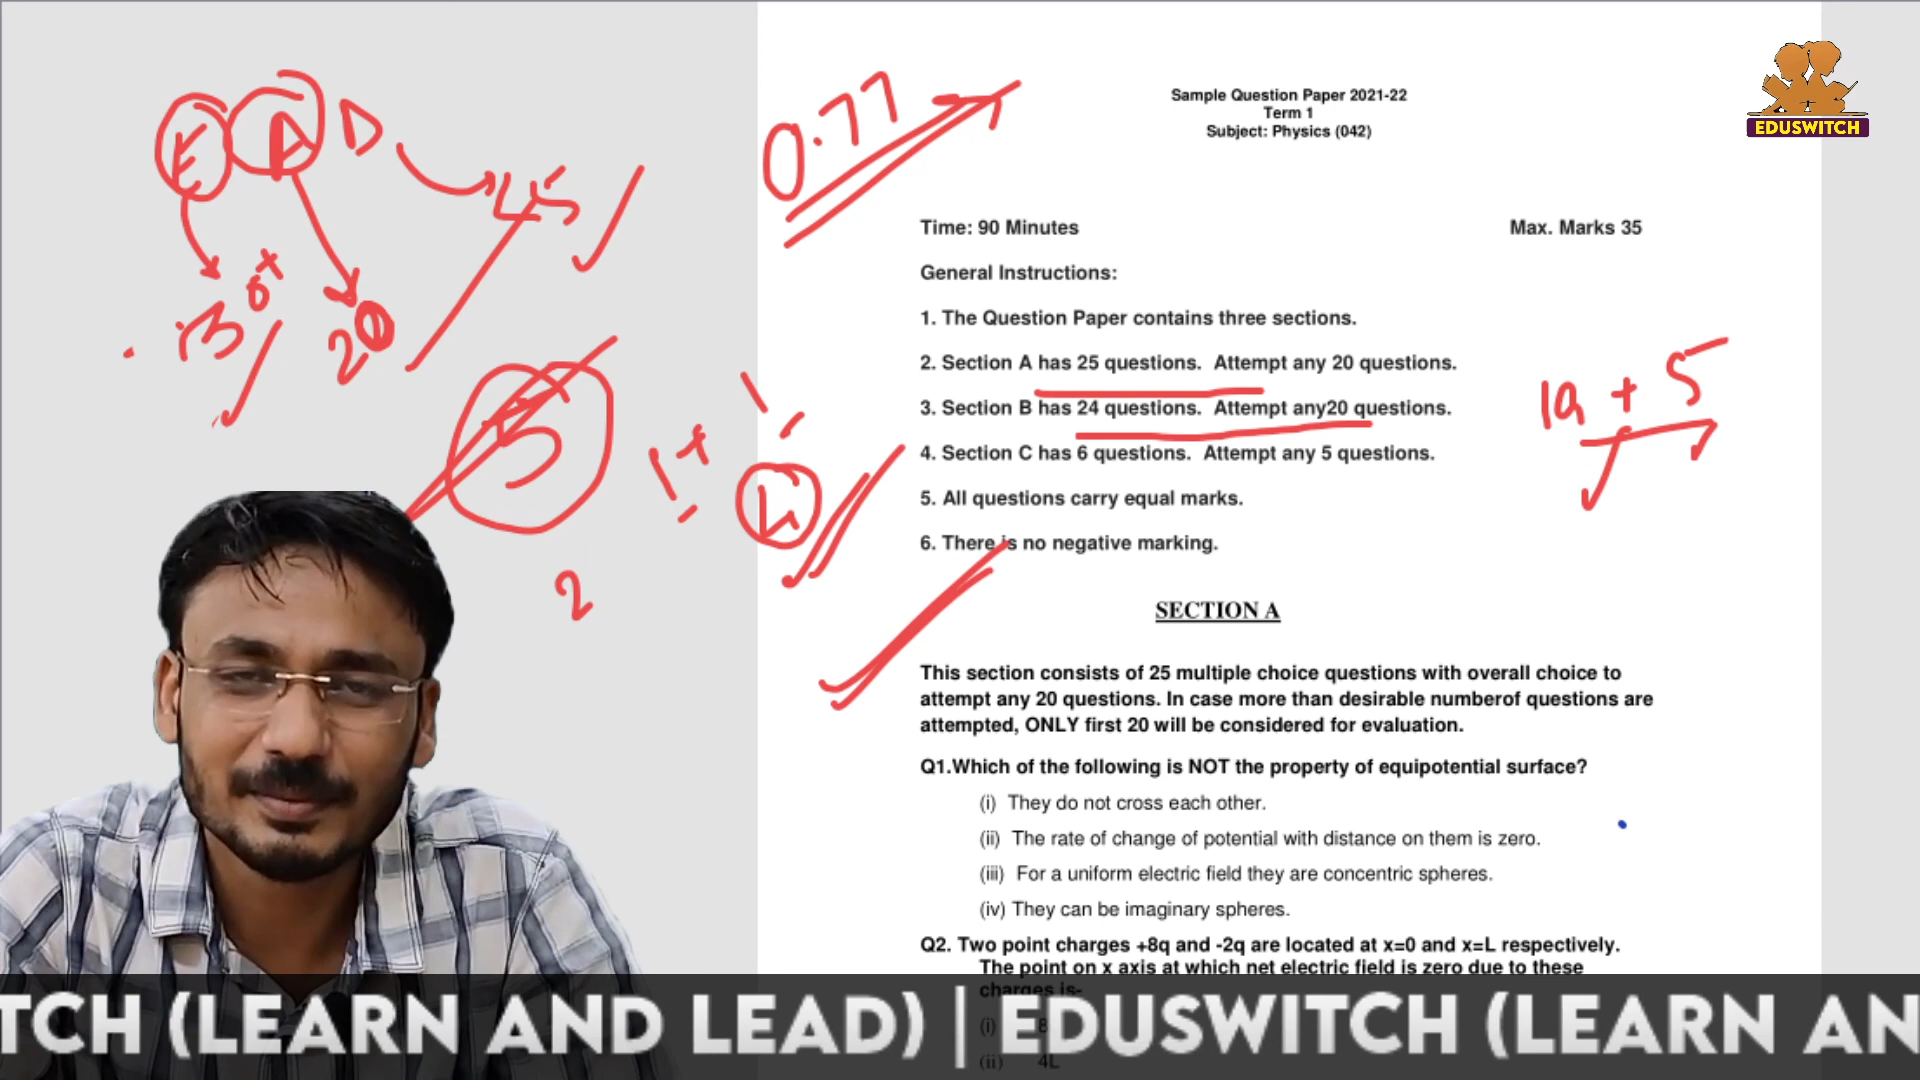 E A D
45
30+
20
5
1+
4
2
0.77
EDUSWITCH
Sample Question Paper 2021-22
Term 1
Subject: Physics (042)
Time: 90 Minutes
Max. Marks 35
General Instructions:
1. The Question Paper contains three sections.
2. Section A has 25 questions. Attempt any 20 questions.
3. Section B has 24 questions. Attempt any20 questions.
4. Section C has 6 questions. Attempt any 5 questions.
5. All questions carry equal marks.
6. There is no negative marking.
+ 5
SECTION A
This section consists of 25 multiple choice questions with overall choice to
attempt any 20 questions. In case more than desirable numberof questions are
attempted, ONLY first 20 will be considered for evaluation.
Q1.Which of the following is NOT the property of equipotential surface?
(i) They do not cross each other.
(ii) The rate of change of potential with distance on them is zero.
(iii) For a uniform electric field they are concentric spheres.
(iv) They can be imaginary spheres.
Q2. Two point charges +8q and -2q are located at x=0 and x=L respectively.
The point on x axis at which net electric field is zero due to these
charges is-
(i) 8
(ii) 4L
TCH (LEARN AND LEAD) | EDUSWITCH (LEARN AN